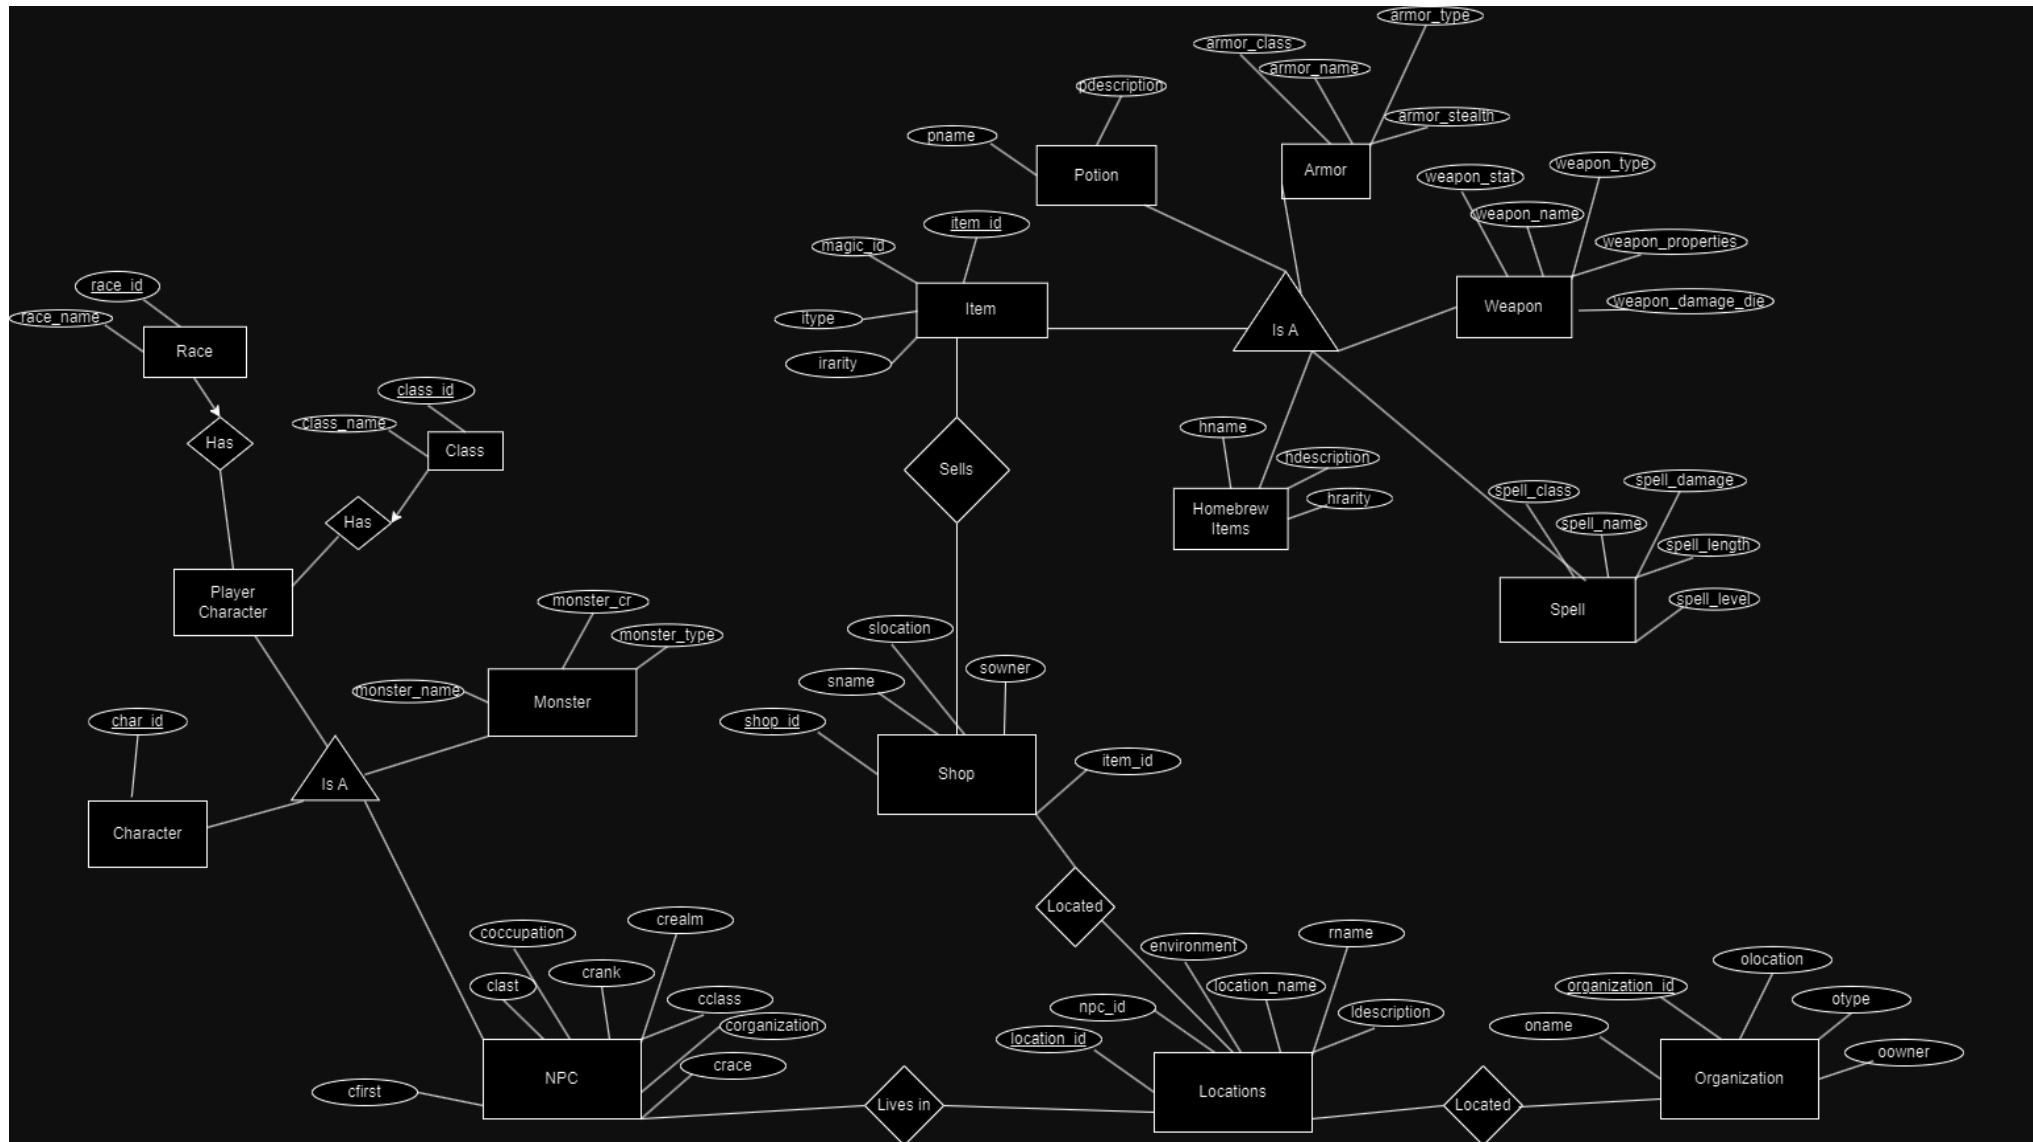 armor_type
armor_class
armor_name
pdescription
armor_stealth
pname
Potion
Armor
weapon_type
weapon_stat
weapon_name
item_id
magic_id
weapon_properties
race_id
Item
Weapon
weapon_damage_die
race_name
itype
Is A
Race
irarity
class_id
class_name
hname
Has
Class
hdescription
Sells
spell_damage
spell_class
hrarity
Homebrew
Items
Has
spell_name
spell_length
Player
Character
monster_cr
spell_level
Spell
slocation
monster_type
sowner
sname
monster_name
Monster
char_id
shop_id
item_id
Shop
Is A
Character
Located
crealm
coccupation
rname
environment
olocation
crank
clast
location_name
organization_id
cclass
otype
npc_id
ldescription
corganization
oname
location_id
oowner
crace
NPC
Organization
cfirst
Locations
Lives in
Located